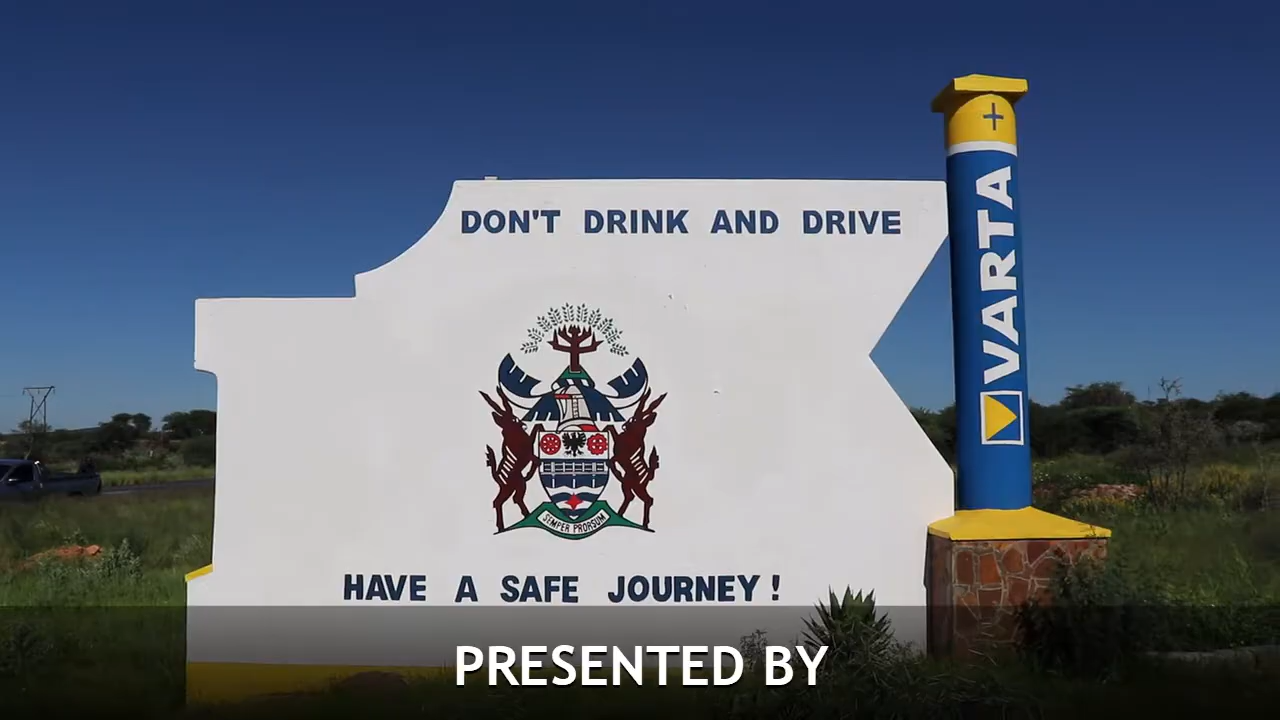 DON'T DRINK AND DRIVE
+
VARTA
SEMPER PRORSUM
HAVE A SAFE JOURNEY !
PRESENTED BY